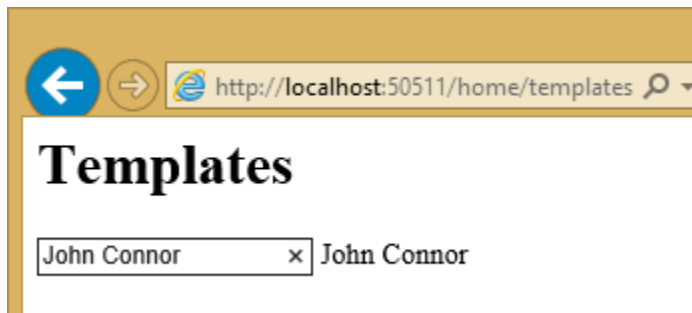 http://localhost:50511/home/templates
Templates
John Connor × John Connor